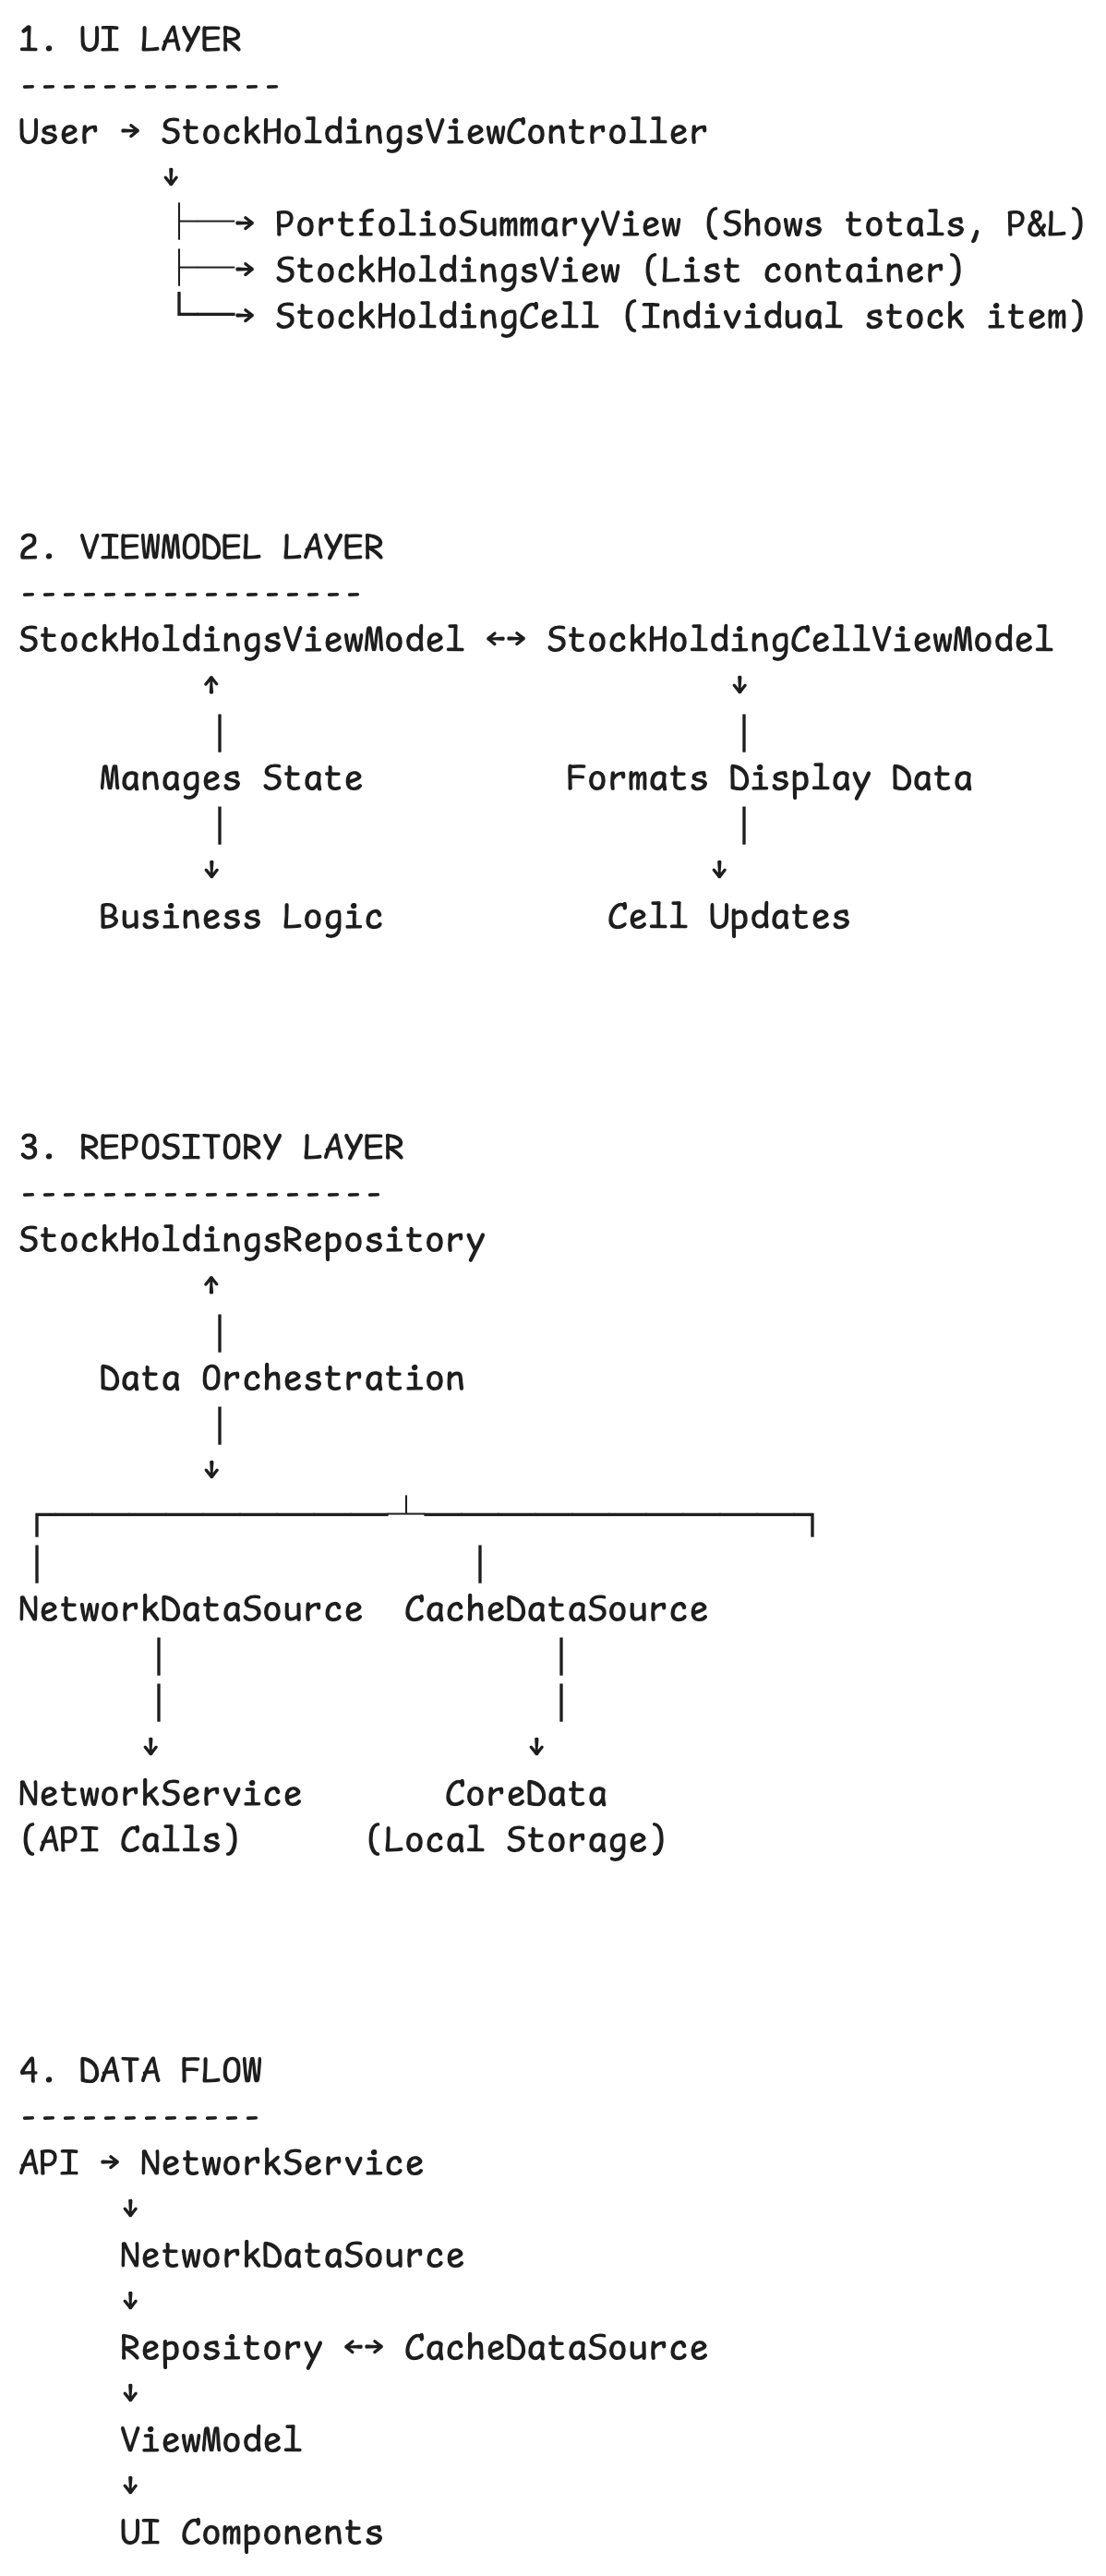 1. UI LAYER
-------------
User → StockHoldingsViewController
↓
├──→ PortfolioSummaryView (Shows totals, P&L)
├──→ StockHoldingsView (List container)
└──→ StockHoldingCell (Individual stock item)
2. VIEWMODEL LAYER
-----------------
StockHoldingsViewModel ↔ StockHoldingCellViewModel
↑ ↓
| |
Manages State Formats Display Data
| |
↓ ↓
Business Logic Cell Updates
3. REPOSITORY LAYER
------------------
StockHoldingsRepository
↑
|
Data Orchestration
|
↓
┌──────────────────┴───────────────────┐
| |
NetworkDataSource CacheDataSource
| |
| |
↓ ↓
NetworkService CoreData
(API Calls) (Local Storage)
4. DATA FLOW
------------
API → NetworkService
↓
NetworkDataSource
↓
Repository ↔ CacheDataSource
↓
ViewModel
↓
UI Components